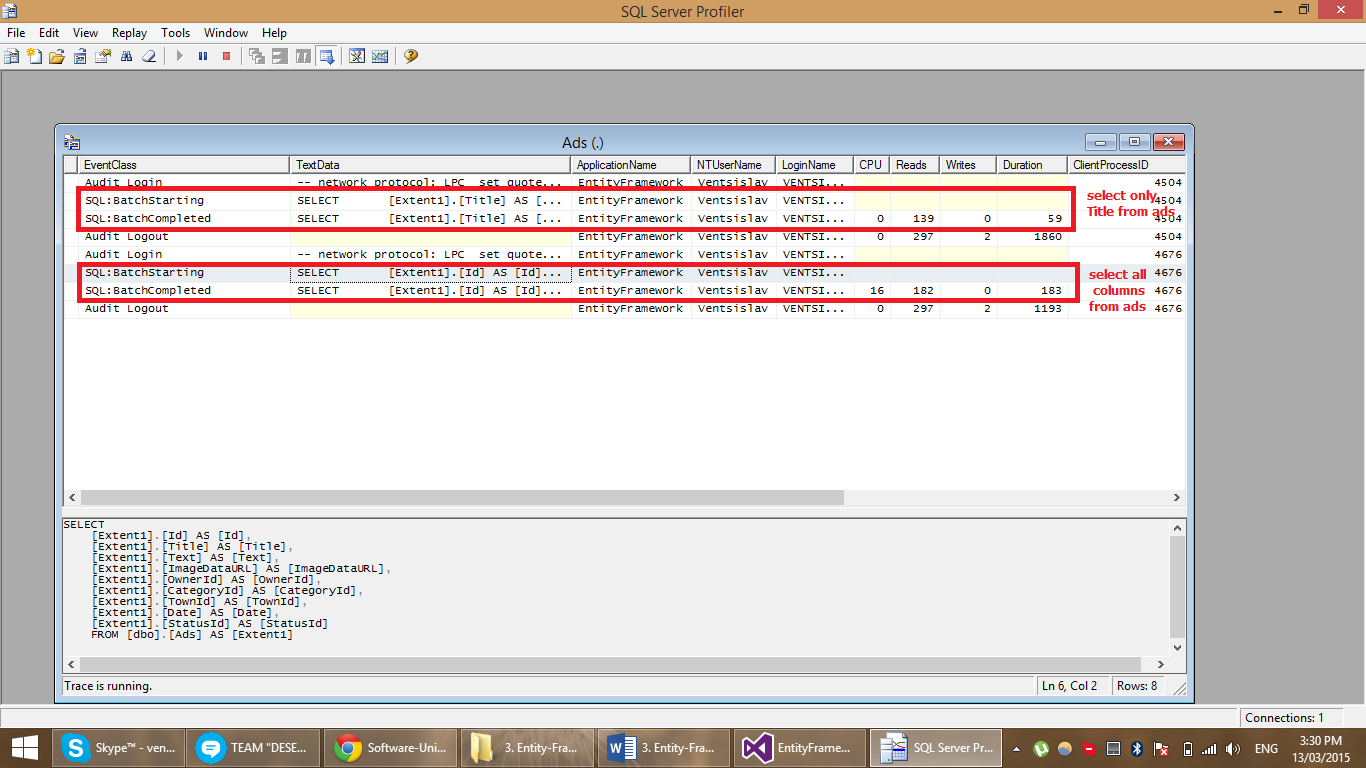 SQL Server Profiler
File Edit View Replay Tools Window Help
Ads (.)
EventClass TextData ApplicationName NTUserName LoginName CPU Reads Writes Duration ClientProcessID
Audit Login -- network protocol: LPC set quote... EntityFramework Ventsislav VENTSI... 4504
SQL:BatchStarting SELECT [Extent1].[Title] AS [... EntityFramework Ventsislav VENTSI... 4504
SQL:BatchCompleted SELECT [Extent1].[Title] AS [... EntityFramework Ventsislav VENTSI... 0 139 0 59 4504
select only
Title from ads
Audit Logout EntityFramework Ventsislav VENTSI... 0 297 2 1860 4504
Audit Login -- network protocol: LPC set quote... EntityFramework Ventsislav VENTSI... 4676
SQL:BatchStarting SELECT [Extent1].[Id] AS [Id]... EntityFramework Ventsislav VENTSI... 4676
SQL:BatchCompleted SELECT [Extent1].[Id] AS [Id]... EntityFramework Ventsislav VENTSI... 16 182 0 183 4676
Audit Logout EntityFramework Ventsislav VENTSI... 0 297 2 1193 4676
select all
columns
from ads
SELECT
[Extent1].[Id] AS [Id],
[Extent1].[Title] AS [Title],
[Extent1].[Text] AS [Text],
[Extent1].[ImageDataURL] AS [ImageDataURL],
[Extent1].[OwnerId] AS [OwnerId],
[Extent1].[CategoryId] AS [CategoryId],
[Extent1].[TownId] AS [TownId],
[Extent1].[Date] AS [Date],
[Extent1].[StatusId] AS [StatusId]
FROM [dbo].[Ads] AS [Extent1]
Trace is running. Ln 6, Col 2 Rows: 8
Connections: 1
Skype™ - ven... TEAM "DESE... Software-Uni... 3. Entity-Fra... 3. Entity-Fra... EntityFrame... SQL Server Pr... ENG 3:30 PM
13/03/2015